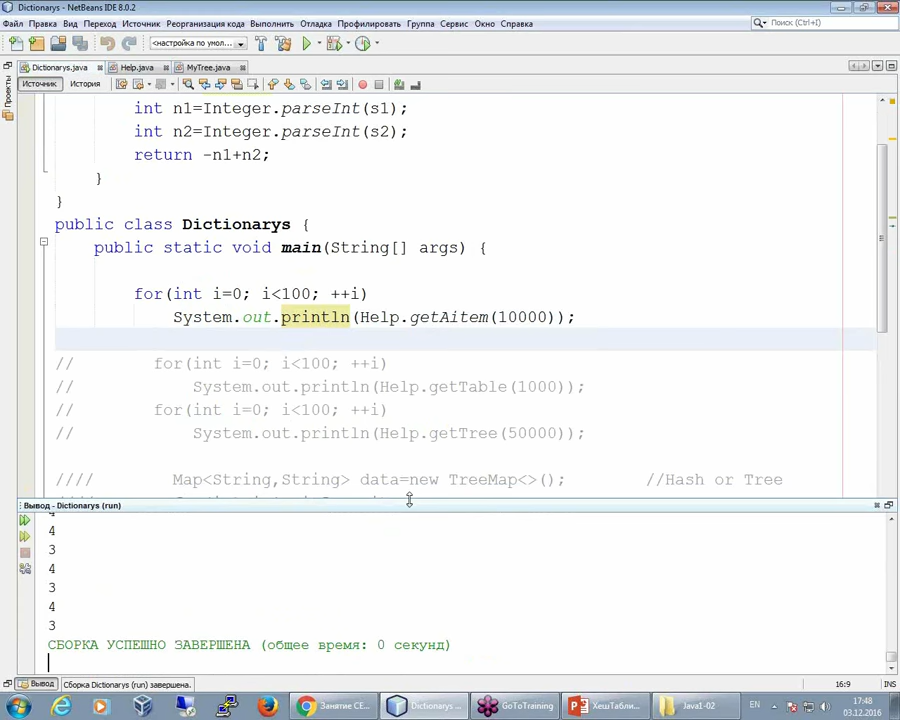 Dictionarys - NetBeans IDE 8.0.2
Файл Правка Вид Переход Источник Реорганизация кода Выполнить Отладка Профилировать Группа Сервис Окно Справка
Поиск (Ctrl+I)
<настройка по умол...
Dictionarys.java Help.java MyTree.java
Источник История
Проекты
int n1=Integer.parseInt(s1);
int n2=Integer.parseInt(s2);
return -n1+n2;
}
}
public class Dictionarys {
public static void main(String[] args) {
for(int i=0; i<100; ++i)
System.out.println(Help.getAitem(10000));
// for(int i=0; i<100; ++i)
// System.out.println(Help.getTable(1000));
// for(int i=0; i<100; ++i)
// System.out.println(Help.getTree(50000));
//// Map<String,String> data=new TreeMap<>(); //Hash or Tree
Вывод - Dictionarys (run)
4
3
4
3
4
3
СБОРКА УСПЕШНО ЗАВЕРШЕНА (общее время: 0 секунд)
Вывод
Сборка Dictionarys (run) завершена.
16:9
INS
Занятие CE...
Dictionarys ...
GoToTraining
ХешТабли...
Java1-02
EN
17:48
03.12.2016